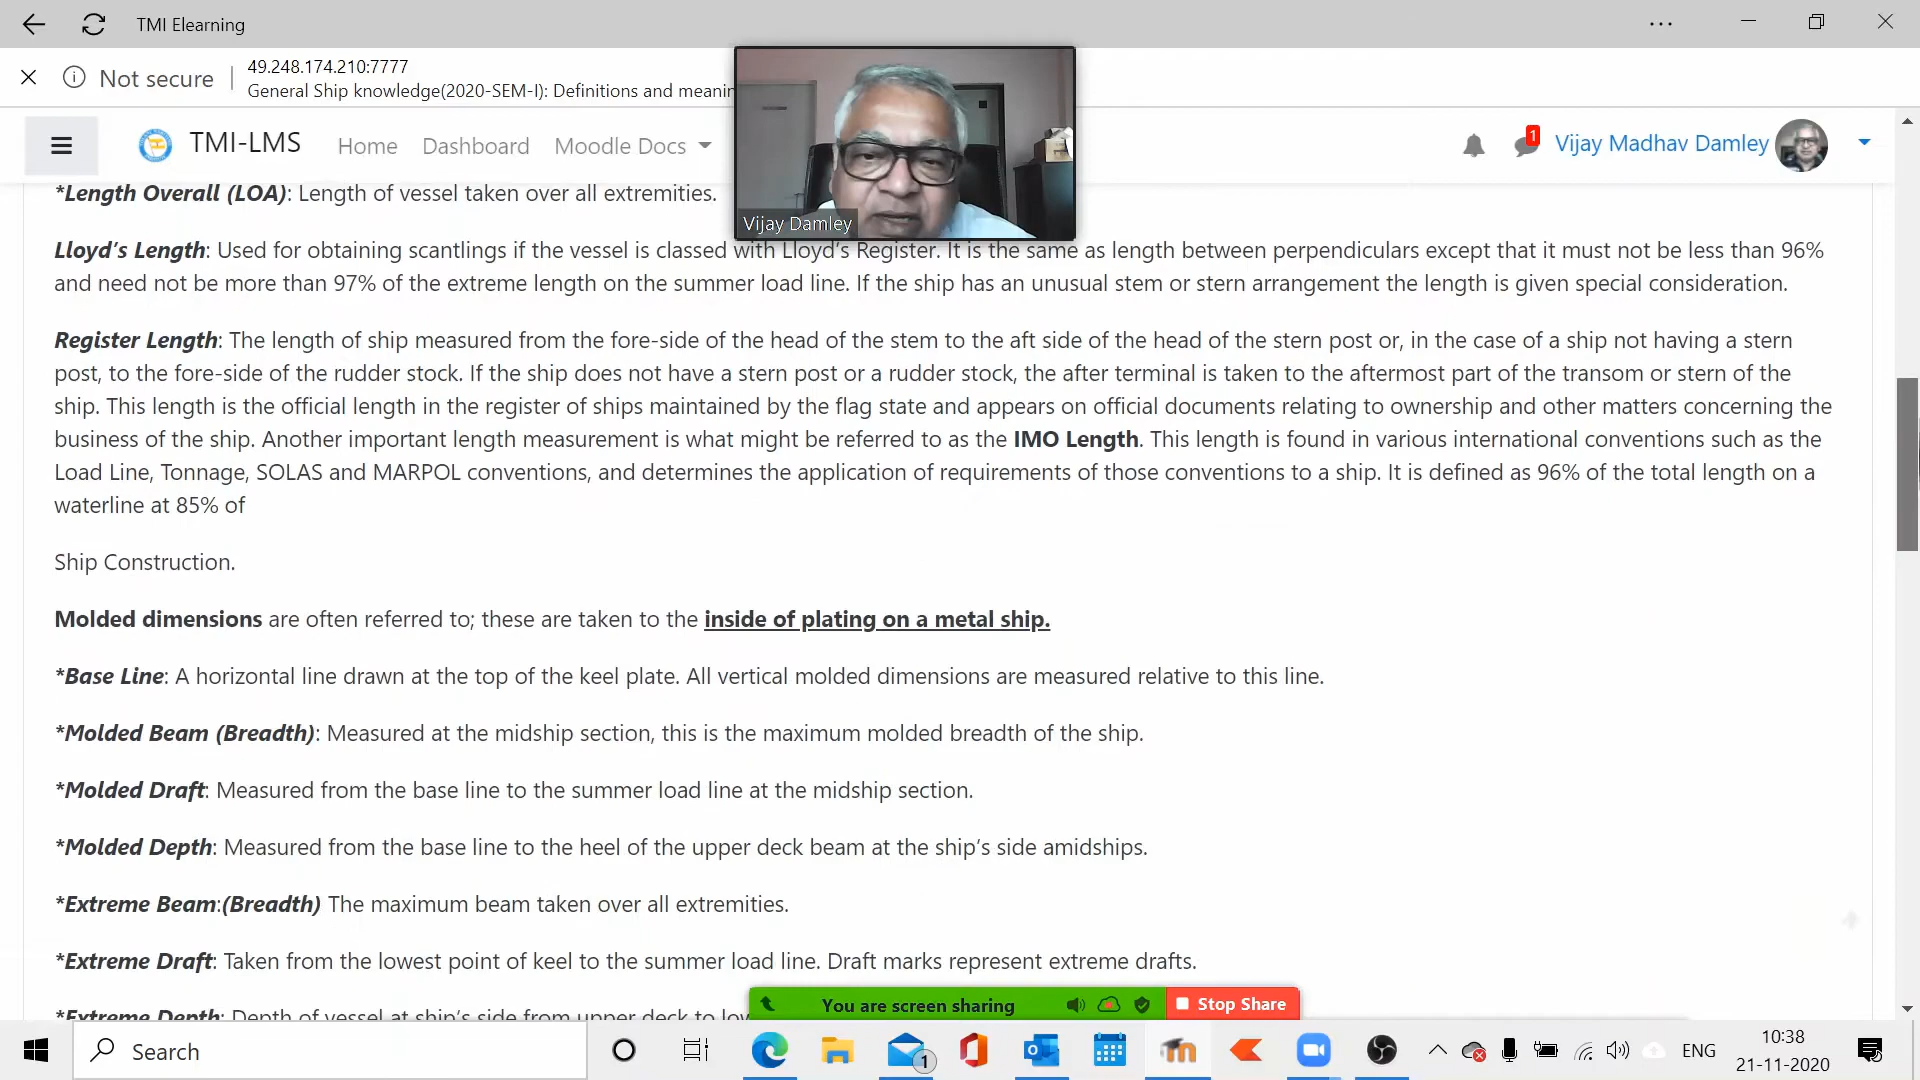 TMI Elearning
Not secure
49.248.174.210:7777
General Ship knowledge(2020-SEM-I): Definitions and
TMI-LMS
Home
Dashboard
Moodle Docs
1
Vijay Madhav Damley
Vijay Damley
*Length Overall (LOA): Length of vessel taken over all extremities.
Lloyd's Length: Used for obtaining scantlings if the vessel is classed with Lloyd's Register. It is the same as length between perpendiculars except that it must not be less than 96%
and need not be more than 97% of the extreme length on the summer load line. If the ship has an unusual stem or stern arrangement the length is given special consideration.
Register Length: The length of ship measured from the fore-side of the head of the stem to the aft side of the head of the stern post or, in the case of a ship not having a stern
post, to the fore-side of the rudder stock. If the ship does not have a stern post or a rudder stock, the after terminal is taken to the aftermost part of the transom or stern of the
ship. This length is the official length in the register of ships maintained by the flag state and appears on official documents relating to ownership and other matters concerning the
business of the ship. Another important length measurement is what might be referred to as the IMO Length. This length is found in various international conventions such as the
Load Line, Tonnage, SOLAS and MARPOL conventions, and determines the application of requirements of those conventions to a ship. It is defined as 96% of the total length on a
waterline at 85% of
Ship Construction.
Molded dimensions are often referred to; these are taken to the inside of plating on a metal ship.
*Base Line: A horizontal line drawn at the top of the keel plate. All vertical molded dimensions are measured relative to this line.
*Molded Beam (Breadth): Measured at the midship section, this is the maximum molded breadth of the ship.
*Molded Draft: Measured from the base line to the summer load line at the midship section.
*Molded Depth: Measured from the base line to the heel of the upper deck beam at the ship's side amidships.
*Extreme Beam:(Breadth) The maximum beam taken over all extremities.
*Extreme Draft: Taken from the lowest point of keel to the summer load line. Draft marks represent extreme drafts.
*Extreme Depth: Depth of vessel at ship's side from upper deck to
You are screen sharing
Stop Share
Search
1
ENG
10:38
21-11-2020